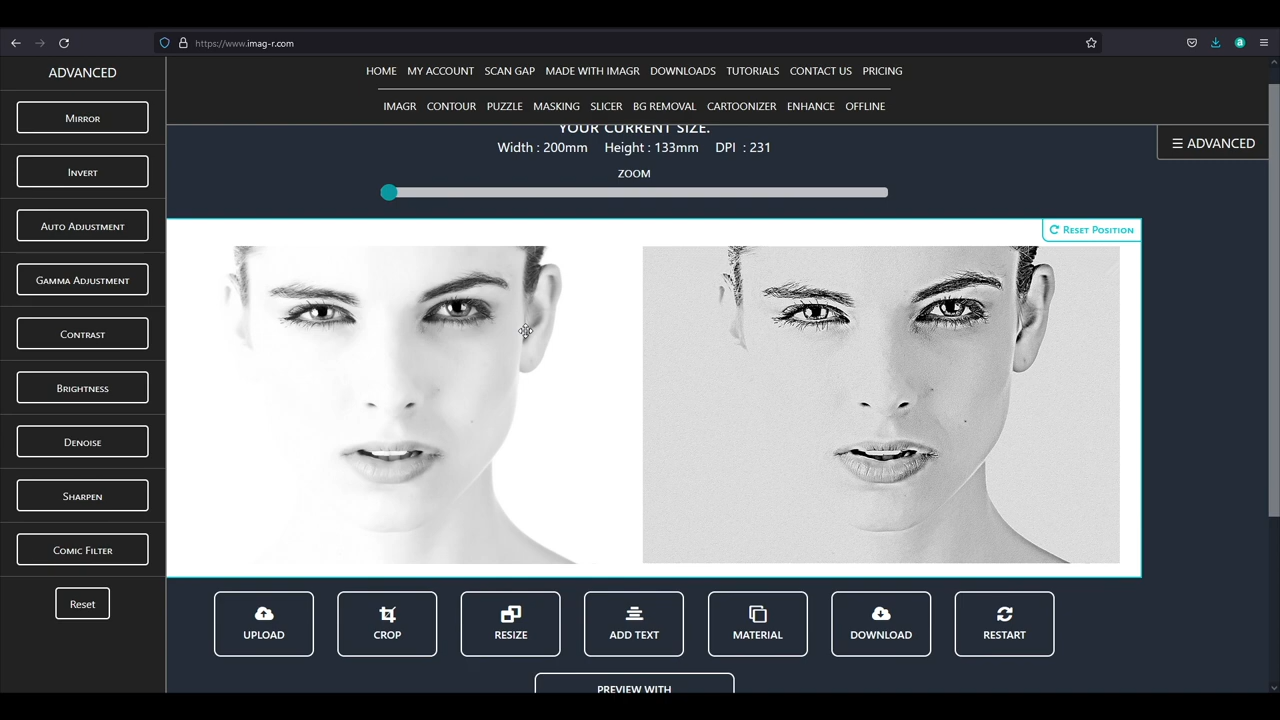 https://www.imag-r.com
ADVANCED
MIRROR
INVERT
AUTO ADJUSTMENT
GAMMA ADJUSTMENT
CONTRAST
BRIGHTNESS
DENOISE
SHARPEN
COMIC FILTER
Reset
HOME MY ACCOUNT SCAN GAP MADE WITH IMAGR DOWNLOADS TUTORIALS CONTACT US PRICING
IMAGR CONTOUR PUZZLE MASKING SLICER BG REMOVAL CARTOONIZER ENHANCE OFFLINE
☰ ADVANCED
YOUR CURRENT SIZE.
Width : 200mm Height : 133mm DPI : 231
ZOOM
RESET POSITION
UPLOAD CROP RESIZE ADD TEXT MATERIAL DOWNLOAD RESTART
PREVIEW WITH